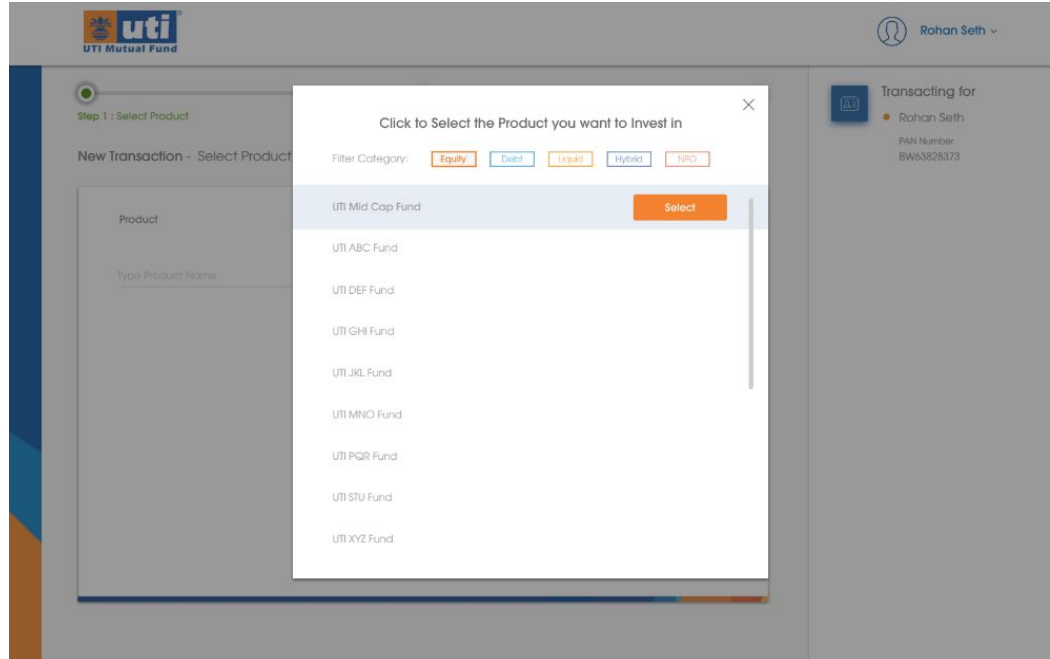 uti
UTI Mutual Fund
Rohan Seth
Step 1 : Select Product
New Transaction - Select Product
Product
Type Product Name
Click to Select the Product you want to Invest in
Filter Category: Equity Debt Liquid Hybrid NFO
UTI Mid Cap Fund Select
UTI ABC Fund
UTI DEF Fund
UTI GHI Fund
UTI JKL Fund
UTI MNO Fund
UTI PQR Fund
UTI STU Fund
UTI XYZ Fund
Transacting for
Rohan Seth
PAN Number
BW63828373